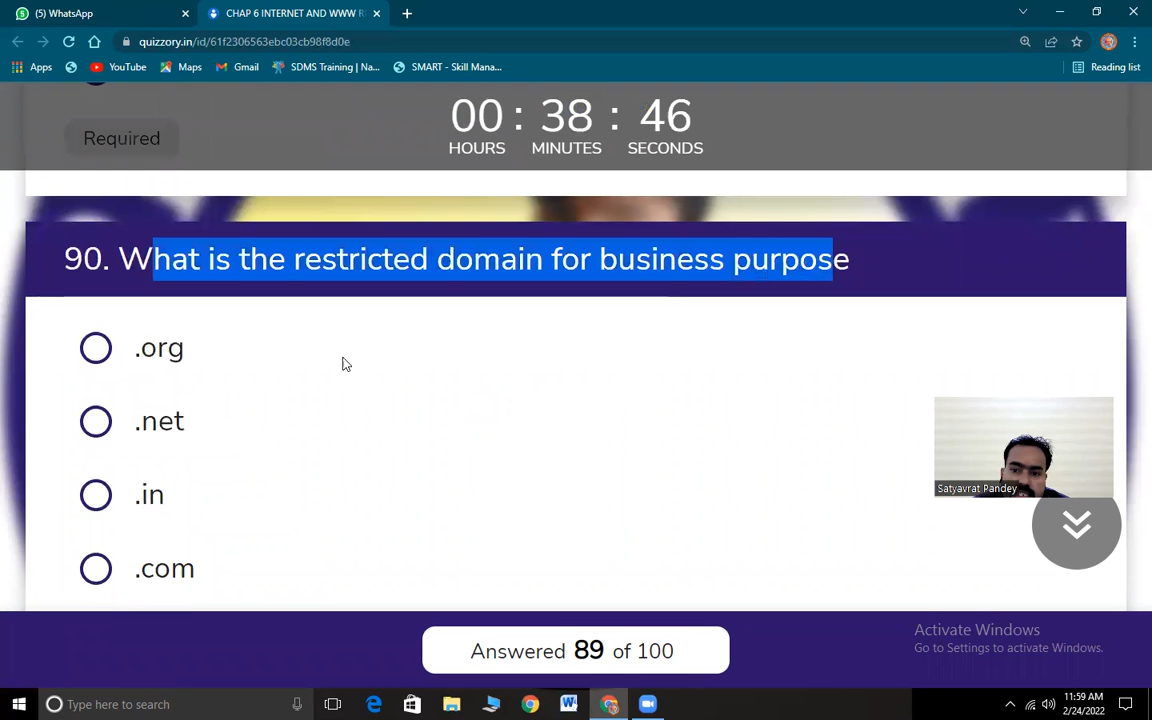 (5) WhatsApp
CHAP 6 INTERNET AND WWW R
quizzory.in/id/61f2306563ebc03cb98f8d0e
Apps
YouTube
Maps
Gmail
SDMS Training | Na...
SMART - Skill Mana...
Reading list
00 : 38 : 46
HOURS MINUTES SECONDS
Required
90. What is the restricted domain for business purpose
.org
.net
.in
.com
Satyavrat Pandey
Answered 89 of 100
Activate Windows
Go to Settings to activate Windows.
Type here to search
11:59 AM
2/24/2022